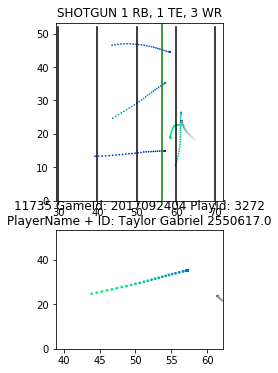 SHOTGUN 1 RB, 1 TE, 3 WR
50
40
30
20
10
0
30 40 50 60 70
11735 GameId: 2017092404 PlayId: 3272
PlayerName + ID: Taylor Gabriel 2550617.0
40
20
0
40 45 50 55 60